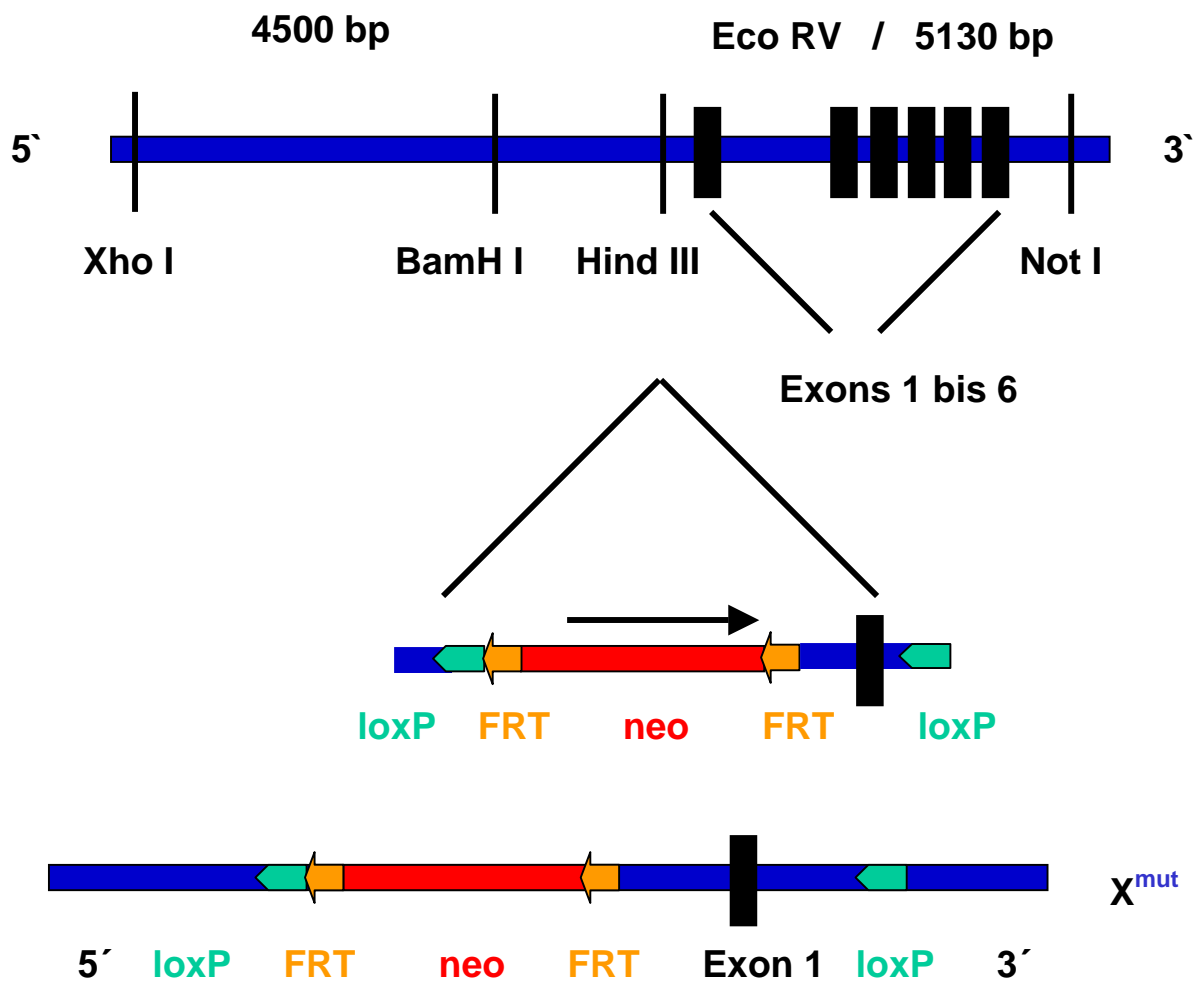 4500 bp
Eco RV / 5130 bp
5` 3`
Xho I BamH I Hind III Not I
Exons 1 bis 6
loxP FRT neo FRT loxP
X^mut
5´ loxP FRT neo FRT Exon 1 loxP 3´